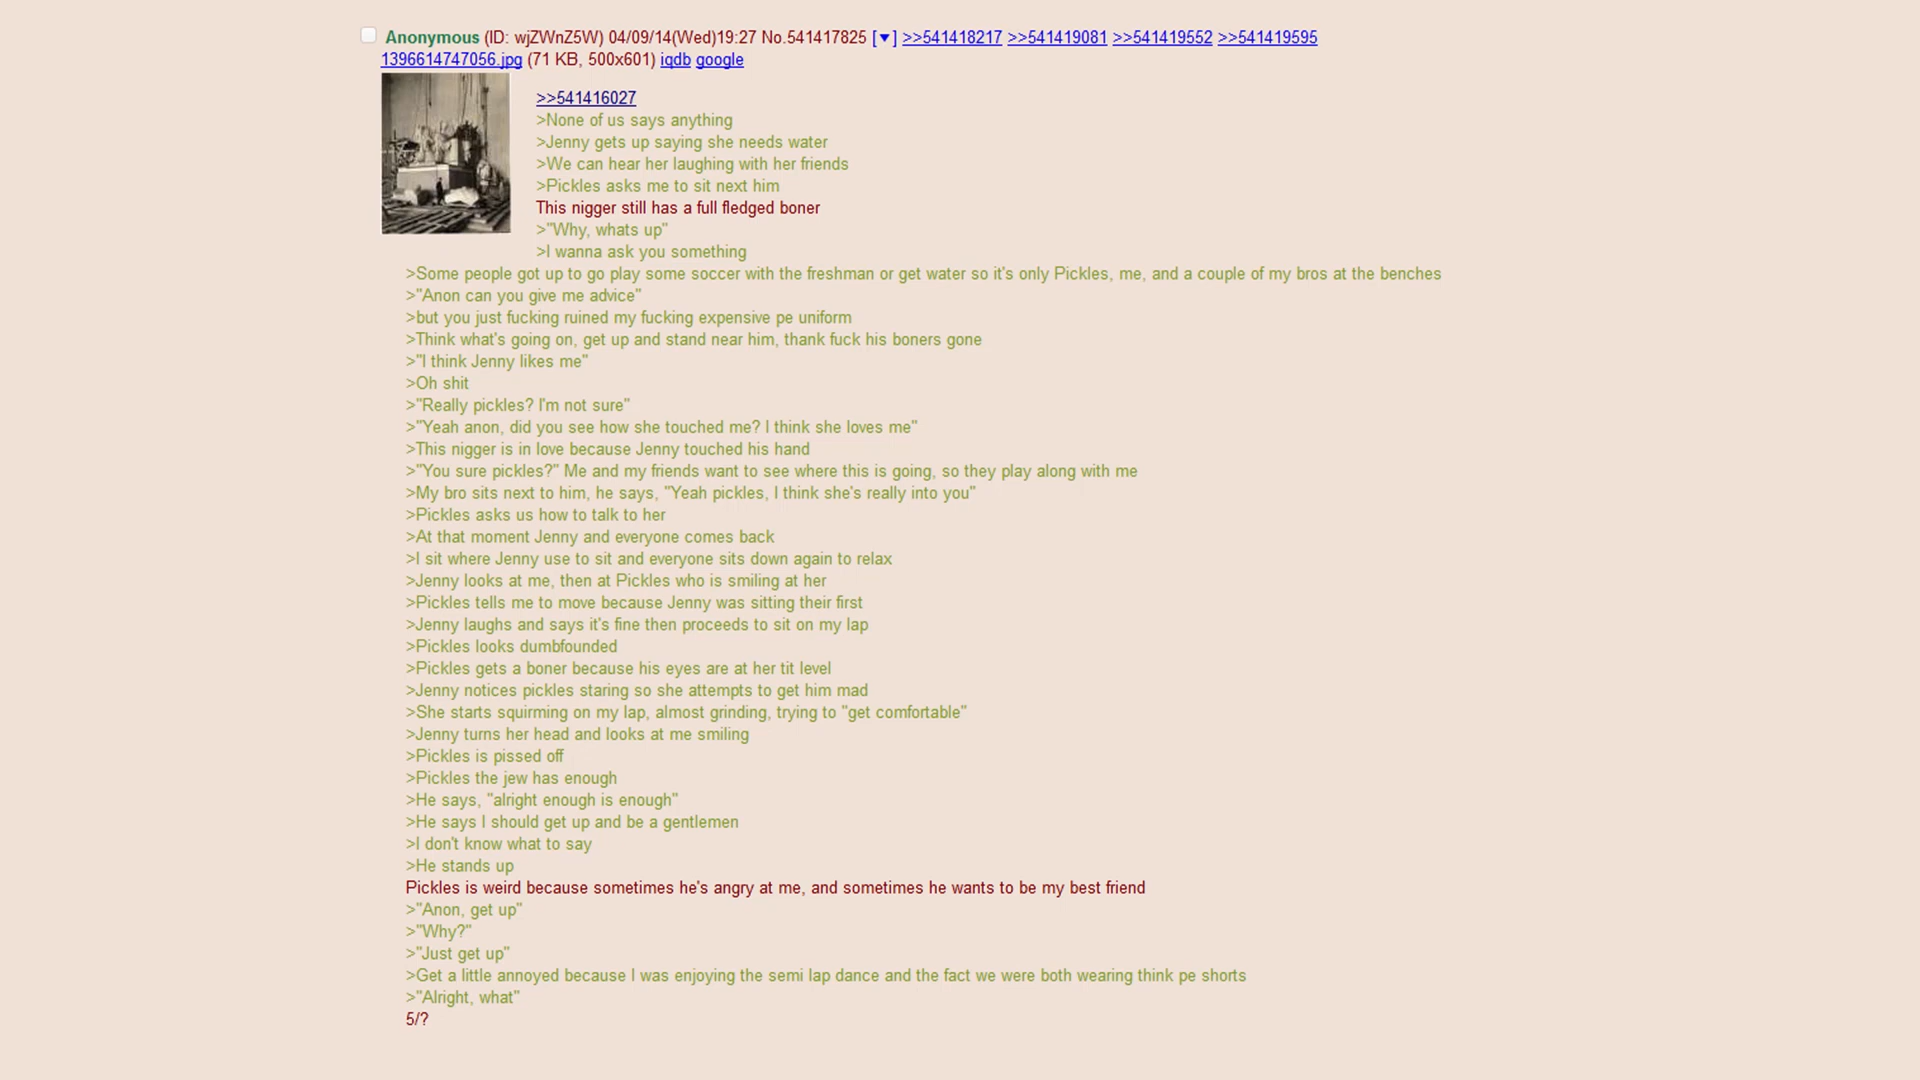 Anonymous (ID: wjZWnZ5W) 04/09/14(Wed)19:27 No.541417825 [▼] >>541418217 >>541419081 >>541419552 >>541419595
1396614747056.jpg (71 KB, 500x601) iqdb google
>>541416027
>None of us says anything
>Jenny gets up saying she needs water
>We can hear her laughing with her friends
>Pickles asks me to sit next him
This nigger still has a full fledged boner
>"Why, whats up"
>I wanna ask you something
>Some people got up to go play some soccer with the freshman or get water so it's only Pickles, me, and a couple of my bros at the benches
>"Anon can you give me advice"
>but you just fucking ruined my fucking expensive pe uniform
>Think what's going on, get up and stand near him, thank fuck his boners gone
>"I think Jenny likes me"
>Oh shit
>"Really pickles? I'm not sure"
>"Yeah anon, did you see how she touched me? I think she loves me"
>This nigger is in love because Jenny touched his hand
>"You sure pickles?" Me and my friends want to see where this is going, so they play along with me
>My bro sits next to him, he says, "Yeah pickles, I think she's really into you"
>Pickles asks us how to talk to her
>At that moment Jenny and everyone comes back
>I sit where Jenny use to sit and everyone sits down again to relax
>Jenny looks at me, then at Pickles who is smiling at her
>Pickles tells me to move because Jenny was sitting their first
>Jenny laughs and says it's fine then proceeds to sit on my lap
>Pickles looks dumbfounded
>Pickles gets a boner because his eyes are at her tit level
>Jenny notices pickles staring so she attempts to get him mad
>She starts squirming on my lap, almost grinding, trying to "get comfortable"
>Jenny turns her head and looks at me smiling
>Pickles is pissed off
>Pickles the jew has enough
>He says, "alright enough is enough"
>He says I should get up and be a gentlemen
>I don't know what to say
>He stands up
Pickles is weird because sometimes he's angry at me, and sometimes he wants to be my best friend
>"Anon, get up"
>"Why?"
>"Just get up"
>Get a little annoyed because I was enjoying the semi lap dance and the fact we were both wearing think pe shorts
>"Alright, what"
5/?